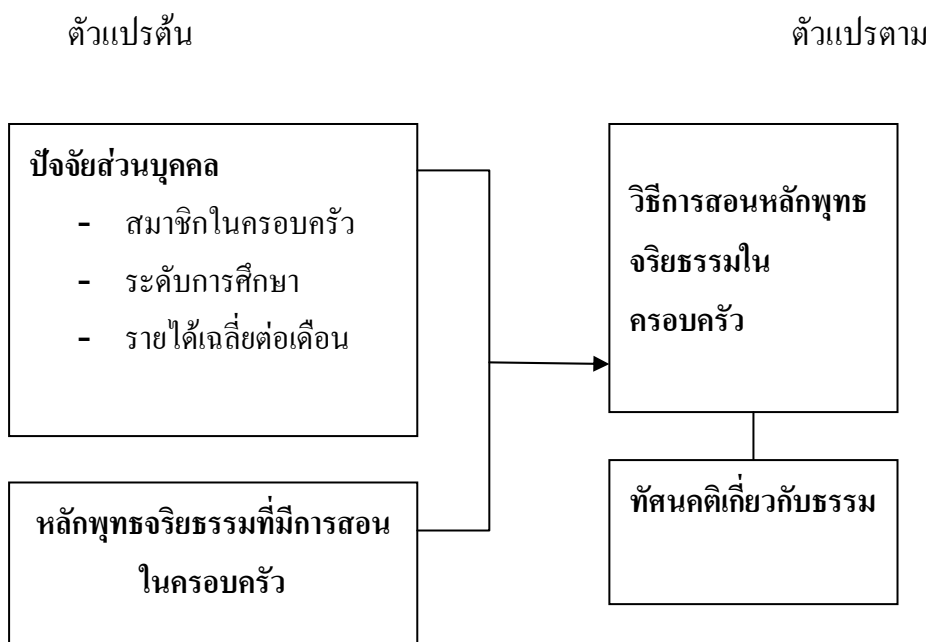 ตัวแปรต้น
ตัวแปรตาม
ปัจจัยส่วนบุคคล
- สมาชิกในครอบครัว
- ระดับการศึกษา
- รายได้เฉลี่ยต่อเดือน
หลักพุทธจริยธรรมที่มีการสอน
ในครอบครัว
วิธีการสอนหลักพุทธ
จริยธรรมใน
ครอบครัว
ทัศนคติเกี่ยวกับธรรม